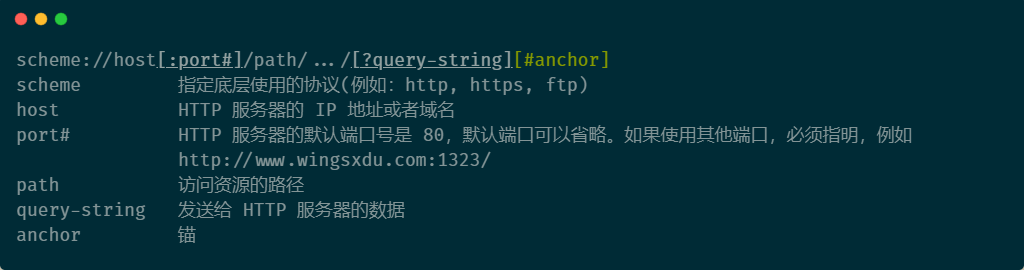 scheme://host[:port#]/path/.../[?query-string][#anchor]
scheme 指定底层使用的协议(例如：http, https, ftp)
host HTTP 服务器的 IP 地址或者域名
port# HTTP 服务器的默认端口号是 80，默认端口可以省略。如果使用其他端口，必须指明，例如
http://www.wingsxdu.com:1323/
path 访问资源的路径
query-string 发送给 HTTP 服务器的数据
anchor 锚